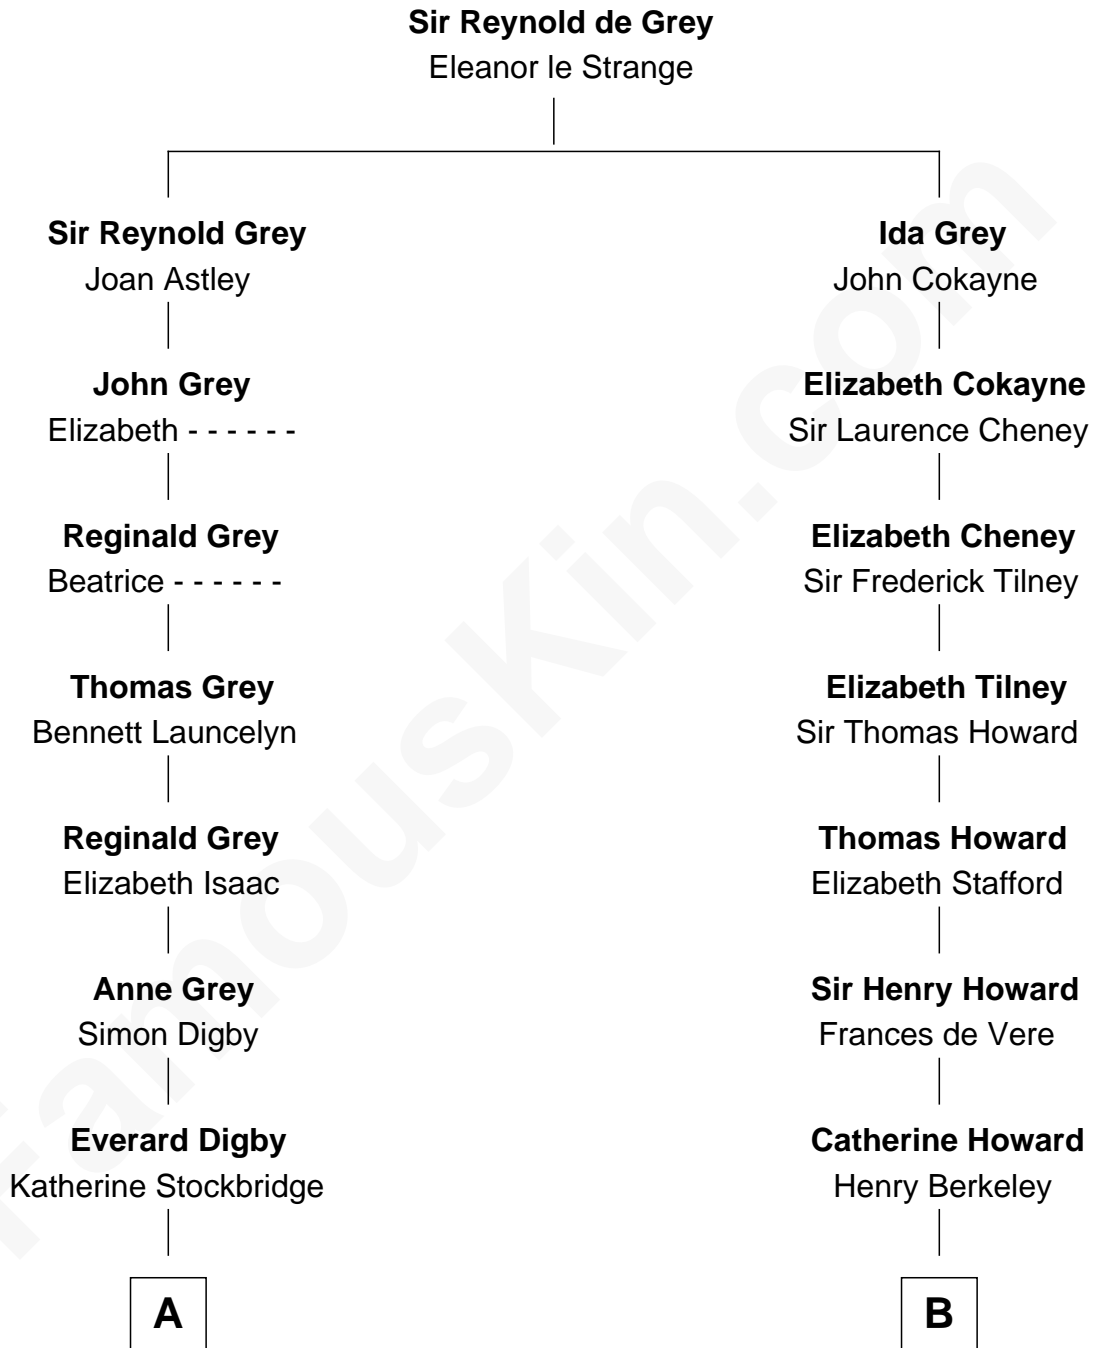 Sir Reynold de Grey
Eleanor le Strange
Sir Reynold Grey
Joan Astley
Ida Grey
John Cokayne
John Grey
Elizabeth - - - - - -
Elizabeth Cokayne
Sir Laurence Cheney
Reginald Grey
Beatrice - - - - - -
Elizabeth Cheney
Sir Frederick Tilney
Thomas Grey
Bennett Launcelyn
Elizabeth Tilney
Sir Thomas Howard
Reginald Grey
Elizabeth Isaac
Thomas Howard
Elizabeth Stafford
Anne Grey
Simon Digby
Sir Henry Howard
Frances de Vere
Everard Digby
Katherine Stockbridge
Catherine Howard
Henry Berkeley
A
B
FamousKin.com